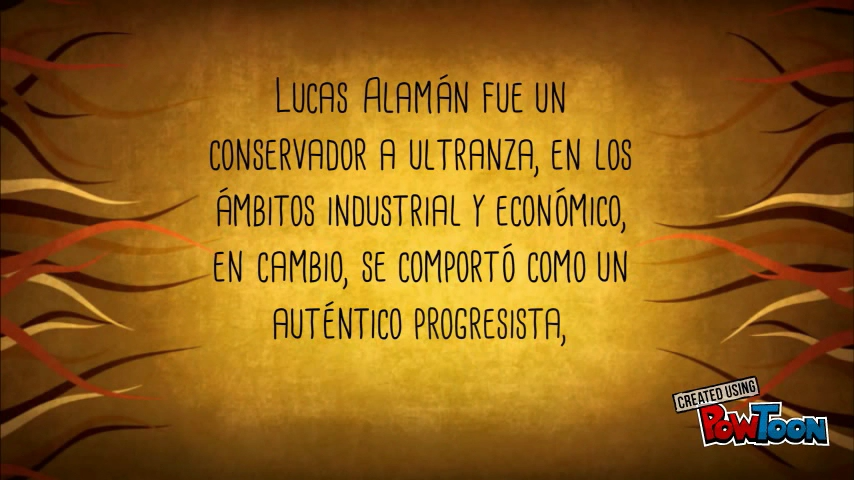 Lucas Alamán fue un
conservador a ultranza, en los
ámbitos industrial y económico,
en cambio, se comportó como un
auténtico progresista,
CREATED USING
POWTOON